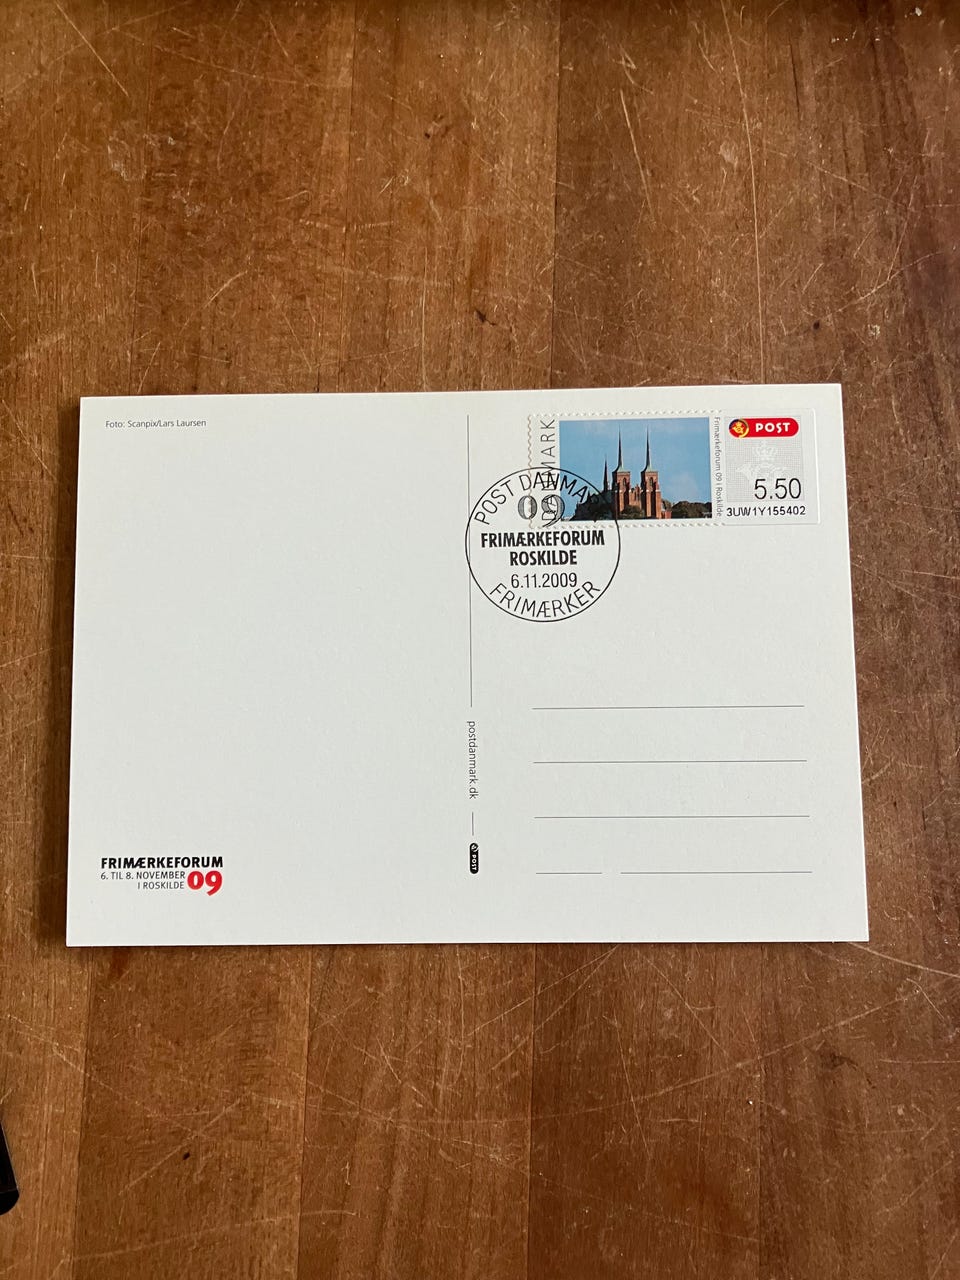 Foto: Scanpix/Lars Laursen
DANMARK
Frimærkeforum 09 i Roskilde
POST
5.50
3UW1Y155402
POST DANMARK
09
FRIMÆRKEFORUM
ROSKILDE
6.11.2009
FRIMÆRKER
postdanmark.dk
POST
FRIMÆRKEFORUM
6. TIL 8. NOVEMBER
I ROSKILDE 09